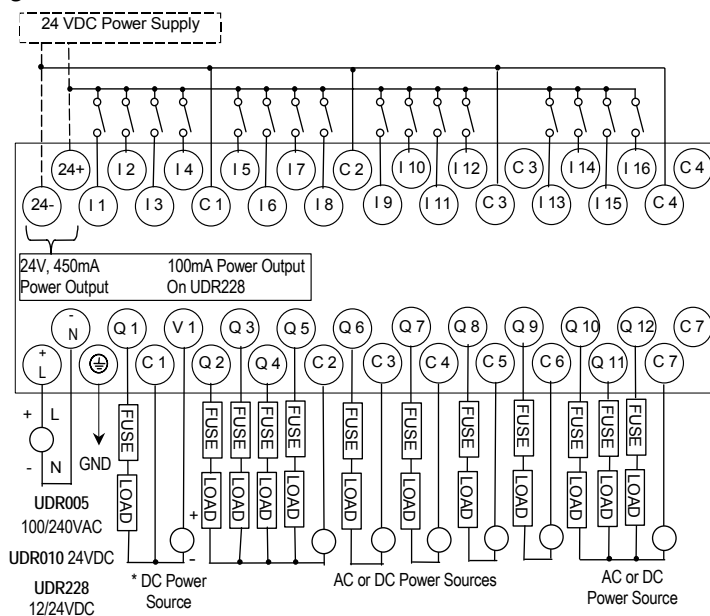 24 VDC Power Supply
24+ I 2 I 4 I 5 I 7 C 2 I 10 I 12 C 3 I 14 I 16 C 4
24- I 1 I 3 C 1 I 6 I 8 I 9 I 11 C 3 I 13 I 15 C 4
24V, 450mA 100mA Power Output
Power Output On UDR228
- N Q 1 V 1 Q 3 Q 5 Q 6 Q 7 Q 8 Q 9 Q 10 Q 12 C 7
+ L C 1 Q 2 Q 4 C 2 C 3 C 4 C 5 C 6 Q 11 C 7
+ L FUSE FUSE FUSE FUSE FUSE FUSE FUSE FUSE FUSE FUSE FUSE FUSE
- N GND LOAD LOAD LOAD LOAD LOAD LOAD LOAD LOAD LOAD LOAD LOAD LOAD
UDR005 +
100/240VAC
UDR010 24VDC -
* DC Power AC or DC Power Sources AC or DC
UDR228 Source Power Source
12/24VDC